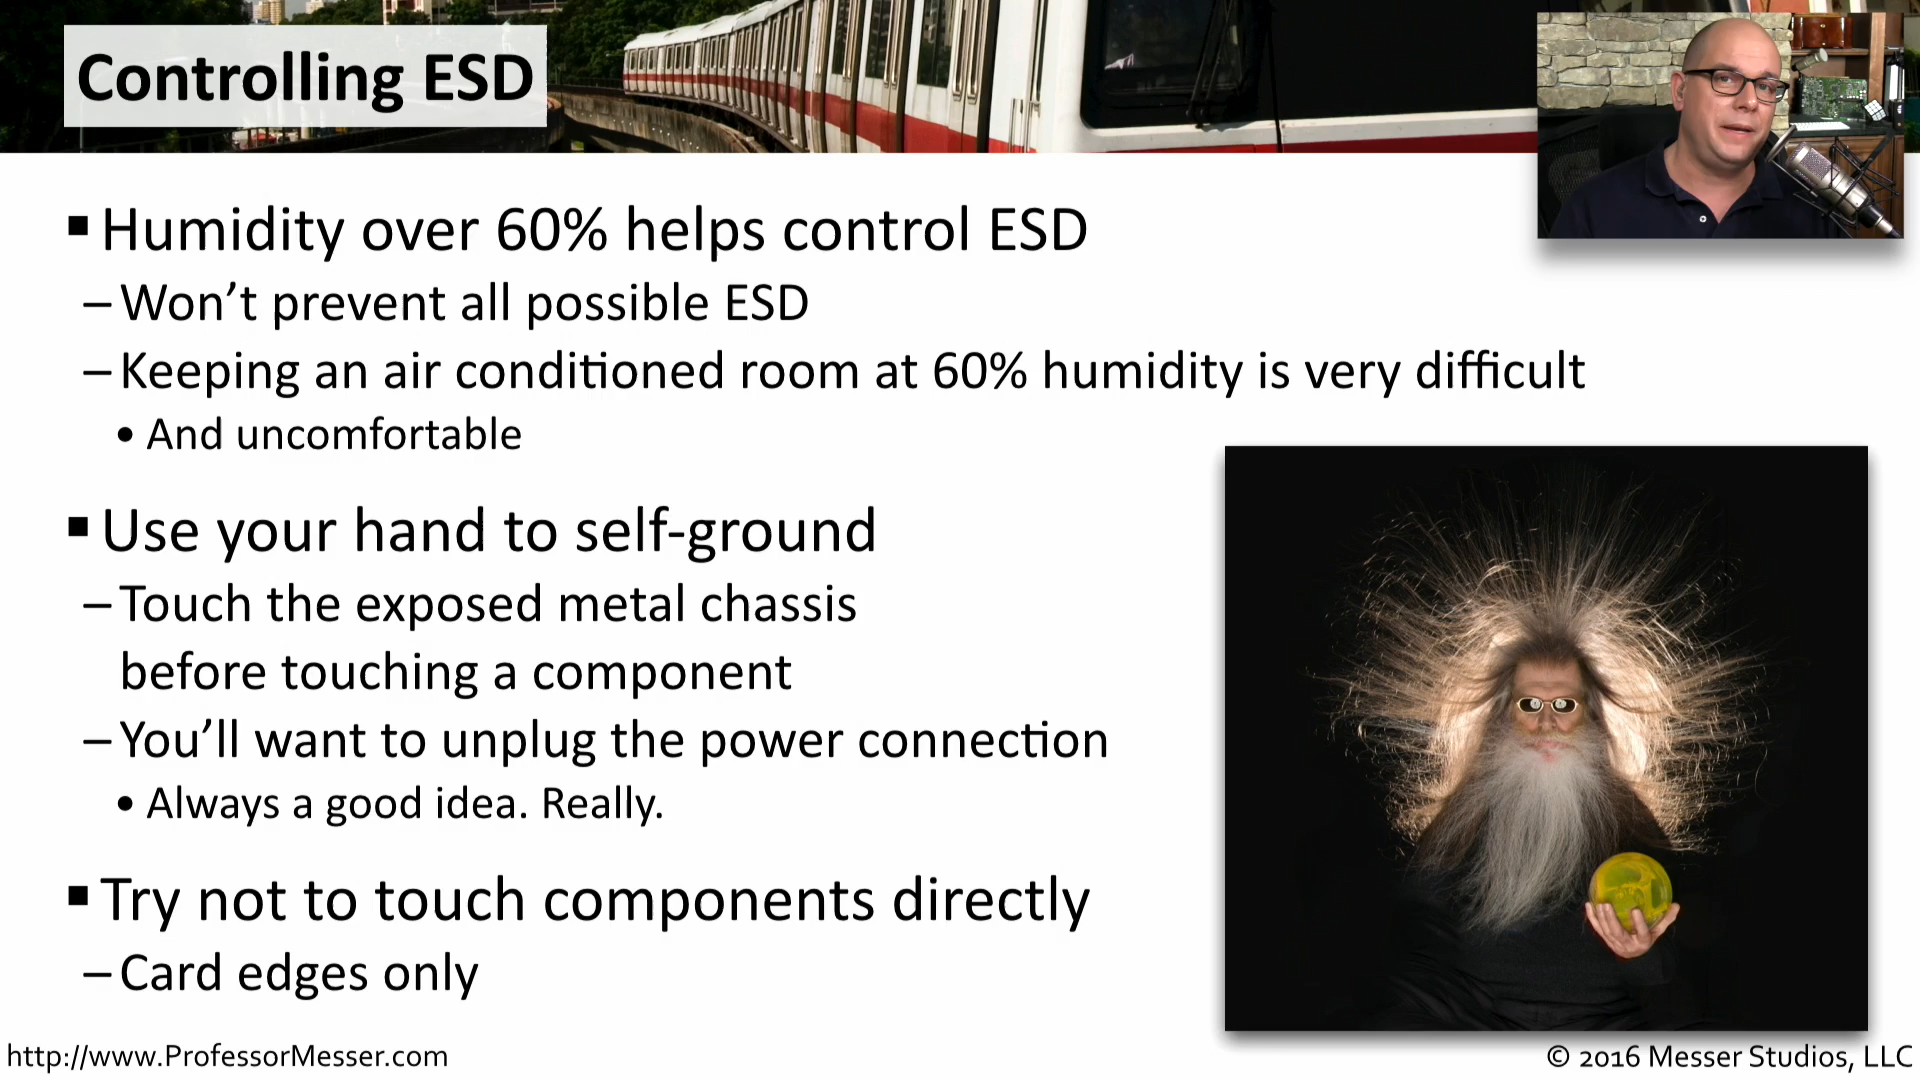 Controlling ESD
▪ Humidity over 60% helps control ESD
– Won’t prevent all possible ESD
– Keeping an air conditioned room at 60% humidity is very difficult
• And uncomfortable
▪ Use your hand to self-ground
– Touch the exposed metal chassis
before touching a component
– You’ll want to unplug the power connection
• Always a good idea. Really.
▪ Try not to touch components directly
– Card edges only
http://www.ProfessorMesser.com
© 2016 Messer Studios, LLC